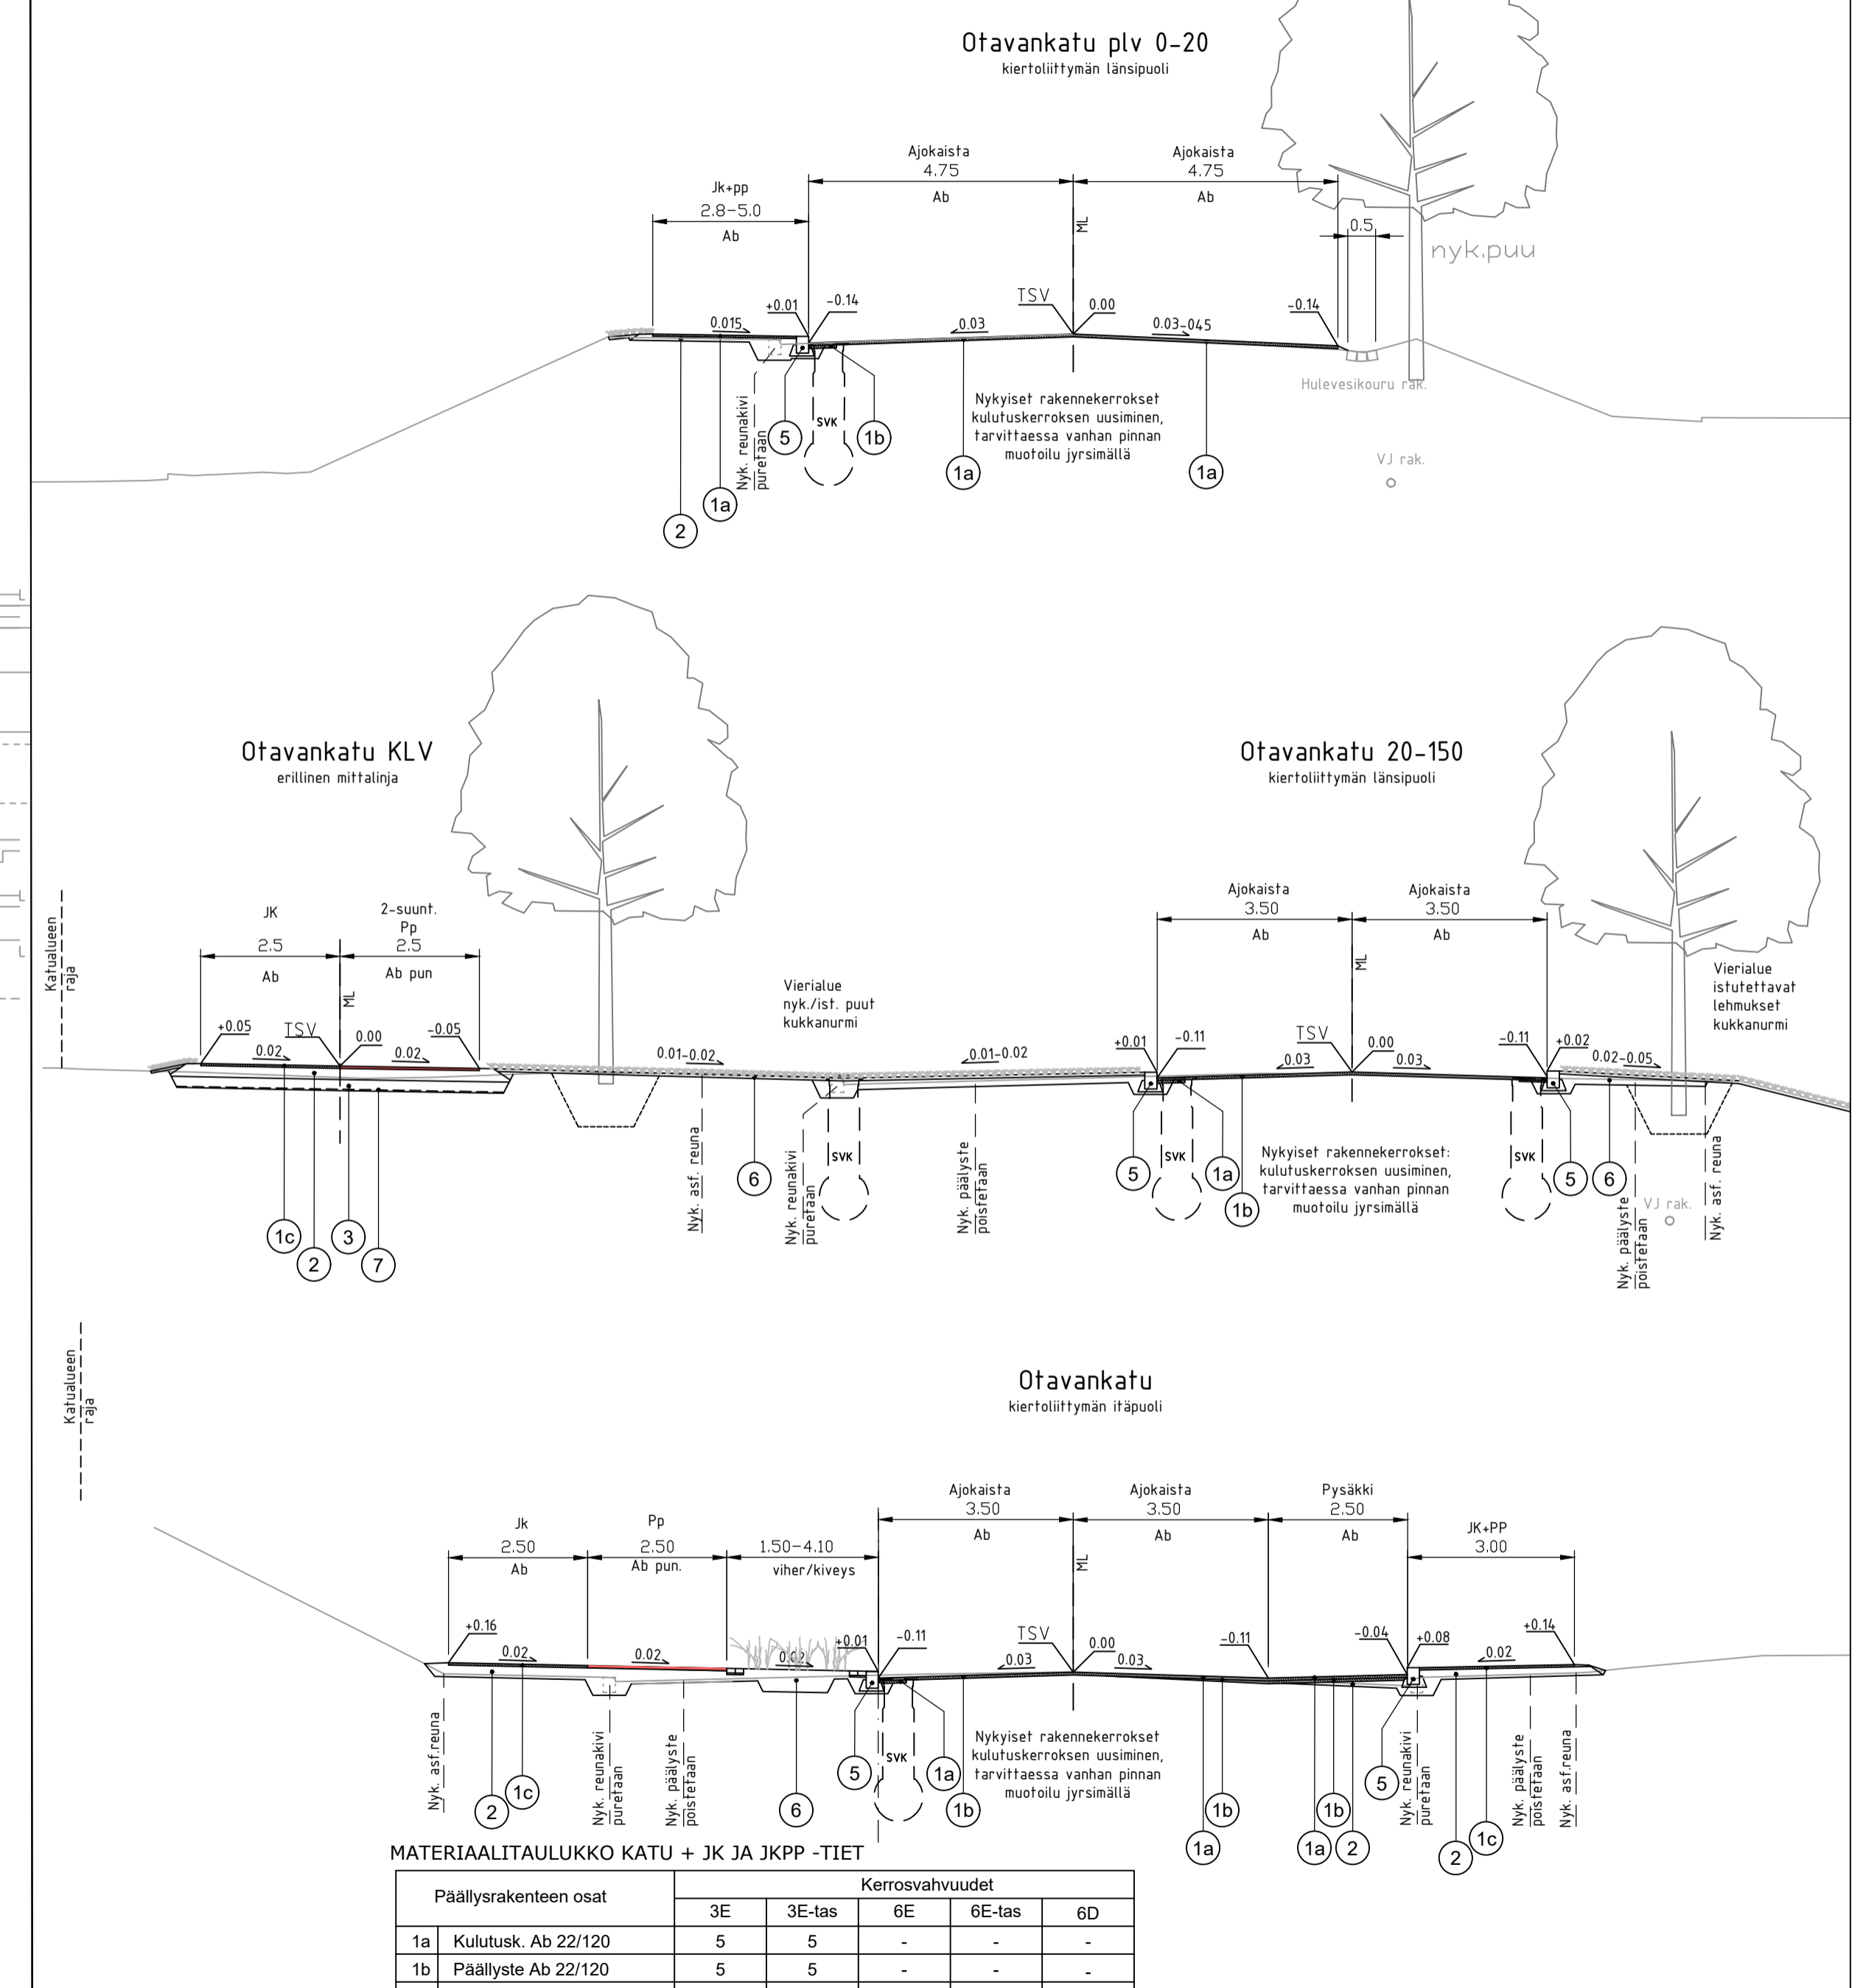 Otavankatu plv 0-20
kiertoliittymän länsipuoli
Ajokaista
4.75
Ab
Ajokaista
4.75
Ab
Jk+pp
2.8-5.0
Ab
ML
0.5
nyk.puu
TSV
0.00
+0.01
-0.14
-0.14
0.015
0.03
0.03-045
Hulevesikouru rak.
Nyk. reunakivi
puretaan
SVK
5
1b
1a
1a
1a
2
Nykyiset rakennekerrokset
kulutuskerroksen uusiminen,
tarvittaessa vanhan pinnan
muotoilu jyrsimällä
VJ rak.
Otavankatu KLV
erillinen mittalinja
Otavankatu 20-150
kiertoliittymän länsipuoli
Katualueen
raja
JK
2.5
Ab
2-suunt.
Pp
2.5
Ab pun
ML
+0.05
TSV
0.00
-0.05
0.02
0.02
Vierialue
nyk./ist. puut
kukkanurmi
0.01-0.02
0.01-0.02
Ajokaista
3.50
Ab
Ajokaista
3.50
Ab
ML
+0.01
-0.11
TSV
0.00
-0.11
+0.02
0.03
0.03
0.02-0.05
Vierialue
istutettavat
lehmukset
kukkanurmi
1c
2
3
7
Nyk. asf. reuna
6
Nyk. reunakivi
puretaan
SVK
Nyk. päälyste
poistetaan
5
SVK
1a
1b
Nykyiset rakennekerrokset:
kulutuskerroksen uusiminen,
tarvittaessa vanhan pinnan
muotoilu jyrsimällä
SVK
5
6
Nyk. päälyste
poistetaan
VJ rak.
Nyk. asf. reuna
Katualueen
raja
Otavankatu
kiertoliittymän itäpuoli
Jk
2.50
Ab
Pp
2.50
Ab pun.
1.50-4.10
viher/kiveys
Ajokaista
3.50
Ab
Ajokaista
3.50
Ab
Pysäkki
2.50
Ab
JK+PP
3.00
ML
+0.16
0.02
0.02
0.02
+0.01
-0.11
0.03
TSV
0.00
0.03
-0.11
-0.04
+0.08
0.02
+0.14
Nyk. asf.reuna
2
1c
Nyk. reunakivi
puretaan
Nyk. päälyste
poistetaan
6
5
SVK
1a
1b
Nykyiset rakennekerrokset
kulutuskerroksen uusiminen,
tarvittaessa vanhan pinnan
muotoilu jyrsimällä
1a
1b
1a
1b
2
5
Nyk. reunakivi
puretaan
2
1c
Nyk. päälyste
poistetaan
Nyk. asf.reuna
MATERIAALITAULUKKO KATU + JK JA JKPP -TIET
Päällysrakenteen osat
Kerrosvahvuudet
3E 3E-tas 6E 6E-tas 6D
1a Kulutusk. Ab 22/120 5 5 - - -
1b Päällyste Ab 22/120 5 5 - - -